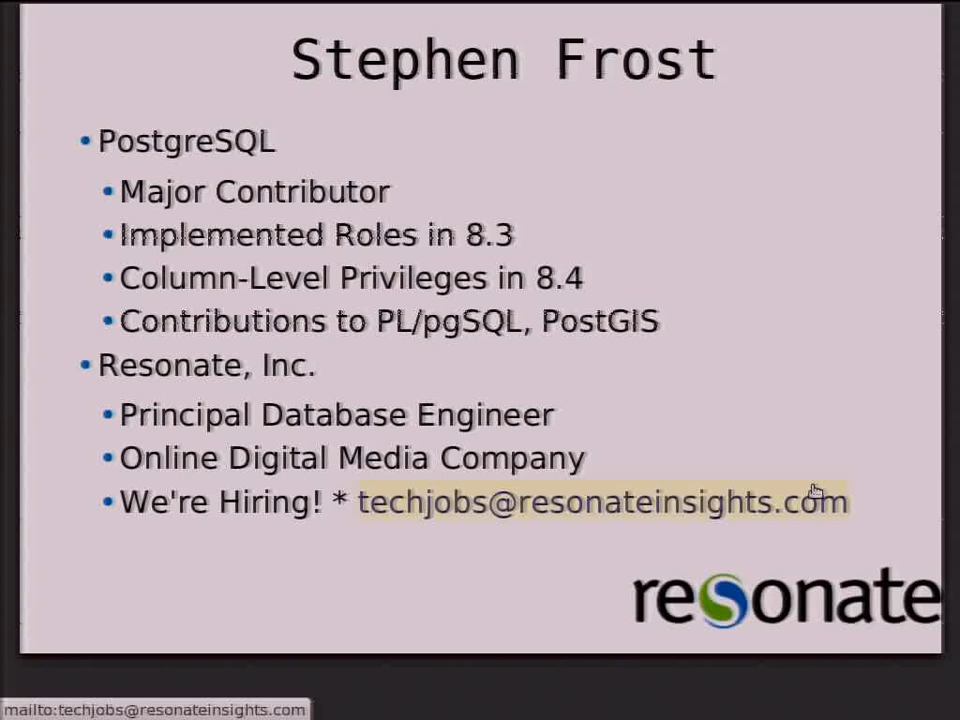 Stephen Frost
• PostgreSQL
• Major Contributor
• Implemented Roles in 8.3
• Column-Level Privileges in 8.4
• Contributions to PL/pgSQL, PostGIS
• Resonate, Inc.
• Principal Database Engineer
• Online Digital Media Company
• We're Hiring! * techjobs@resonateinsights.com
resonate
mailto:techjobs@resonateinsights.com